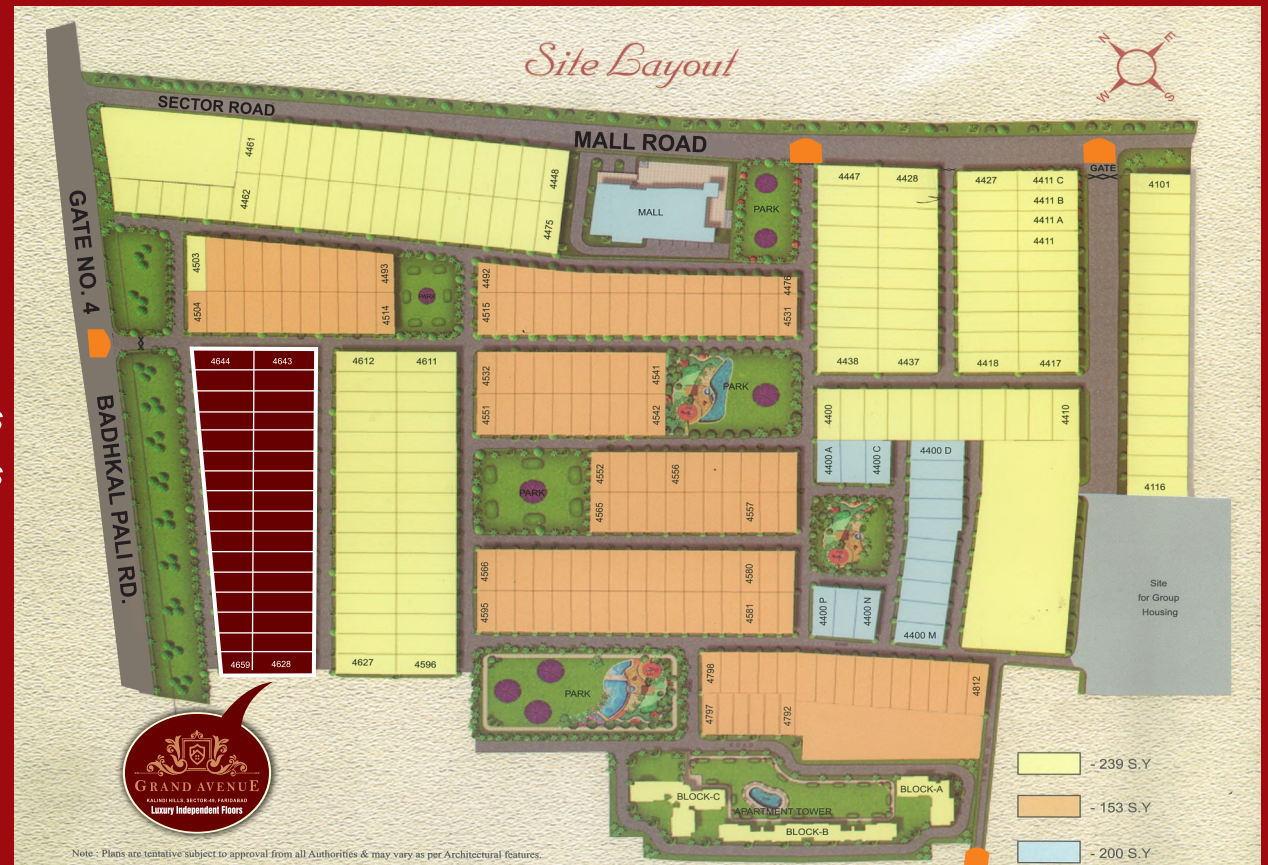 Site Layout
N
E
W
S
SECTOR ROAD
MALL ROAD
GATE
GATE NO. 4
BADHKAL PALI RD.
4461
4448
4462
4475
MALL
PARK
4447
4428
4427
4411 C
4411 B
4411 A
4411
4101
4503
4493
4504
4514
PARK
4492
4476
4515
4531
4438
4437
4418
4417
4644
4643
4612
4611
4532
4541
4551
4542
PARK
4400
4410
4400 A
4400 C
4400 D
4116
PARK
4552
4556
4565
4557
4566
4580
4595
4581
Site
for Group
Housing
4400 P
4400 N
4400 M
4659
4628
4627
4596
PARK
4798
4812
4797
4792
ROAD
GRAND AVENUE
KALINDI HILLS, SECTOR-49, FARIDABAD
Luxury Independent Floors
BLOCK-C
BLOCK-A
APARTMENT TOWER
BLOCK-B
- 239 S.Y
- 153 S.Y
- 200 S.Y
Note : Plans are tentative subject to approval from all Authorities & may vary as per Architectural features.